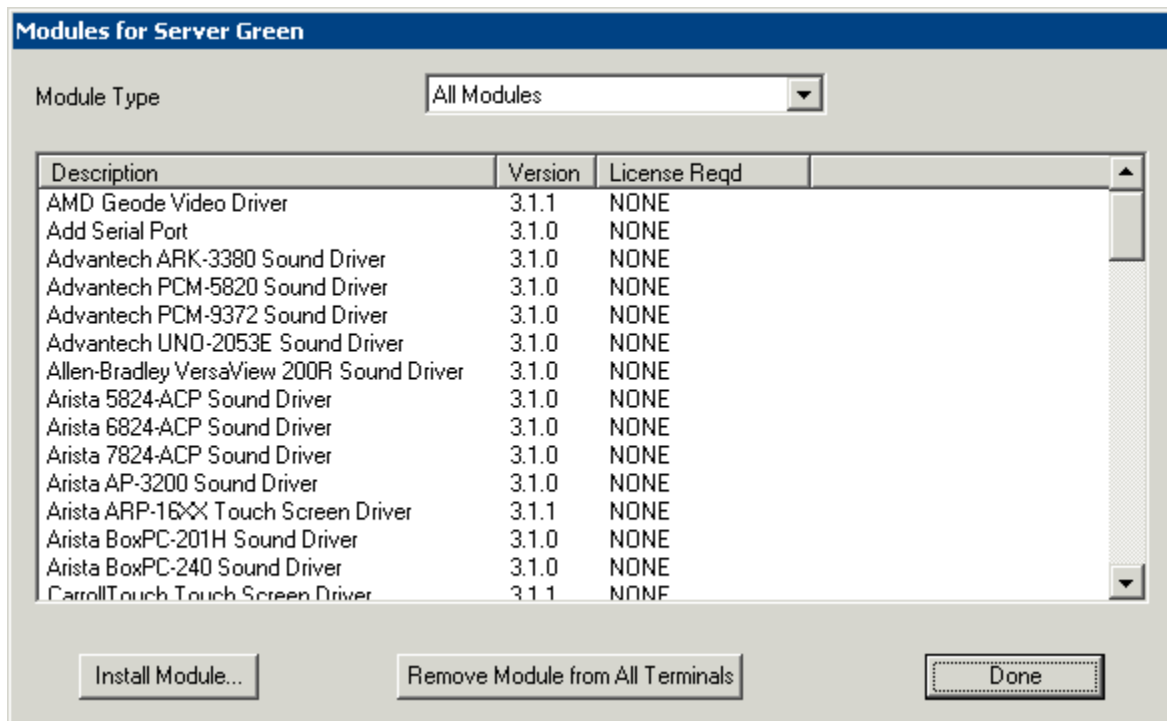 Modules for Server Green
Module Type All Modules
Description Version License Reqd
AMD Geode Video Driver 3.1.1 NONE
Add Serial Port 3.1.0 NONE
Advantech ARK-3380 Sound Driver 3.1.0 NONE
Advantech PCM-5820 Sound Driver 3.1.0 NONE
Advantech PCM-9372 Sound Driver 3.1.0 NONE
Advantech UNO-2053E Sound Driver 3.1.0 NONE
Allen-Bradley VersaView 200R Sound Driver 3.1.0 NONE
Arista 5824-ACP Sound Driver 3.1.0 NONE
Arista 6824-ACP Sound Driver 3.1.0 NONE
Arista 7824-ACP Sound Driver 3.1.0 NONE
Arista AP-3200 Sound Driver 3.1.0 NONE
Arista ARP-16XX Touch Screen Driver 3.1.1 NONE
Arista BoxPC-201H Sound Driver 3.1.0 NONE
Arista BoxPC-240 Sound Driver 3.1.0 NONE
CarrollTouch Touch Screen Driver 3.1.1 NONE
Install Module... Remove Module from All Terminals Done